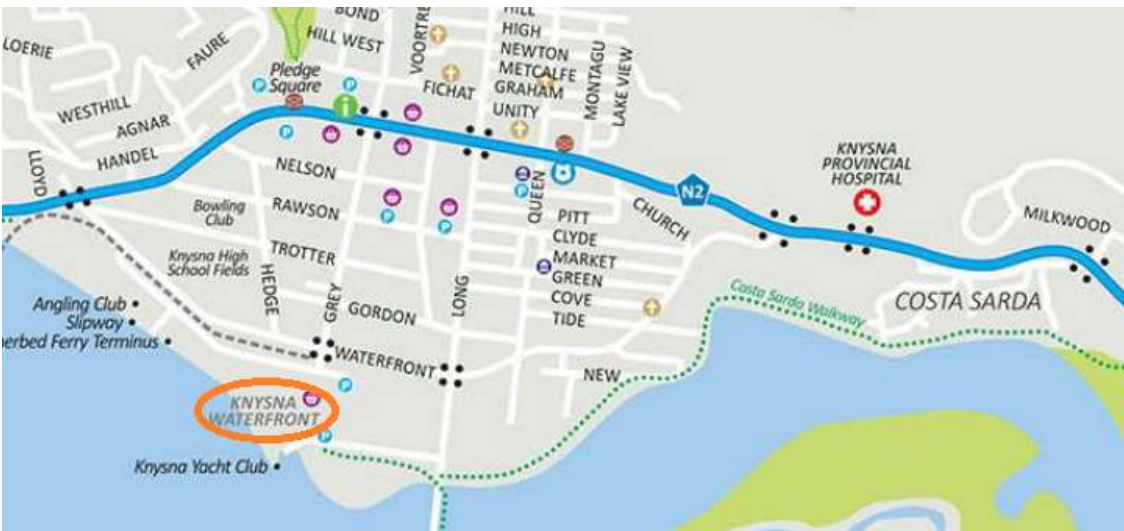 LOERIE
FAURE
BOND
HILL WEST
VOORTRE
HILL
HIGH
NEWTON
METCALFE
GRAHAM
UNITY
MONTAGU
LAKE VIEW
Pledge
Square
P
P
i
FICHAT
WESTHILL
AGNAR
HANDEL
LLOYD
P
NELSON
RAWSON
TROTTER
Bowling
Club
Knysna High
School Fields
HEDGE
GREY
GORDON
LONG
P
P
P
QUEEN
PITT
CLYDE
MARKET
GREEN
COVE
TIDE
CHURCH
N2
KNYSNA
PROVINCIAL
HOSPITAL
MILKWOOD
COSTA SARDA
Costa Sarda Walkway
Angling Club
Slipway
erbed Ferry Terminus
WATERFRONT
NEW
P
KNYSNA
WATERFRONT
P
Knysna Yacht Club